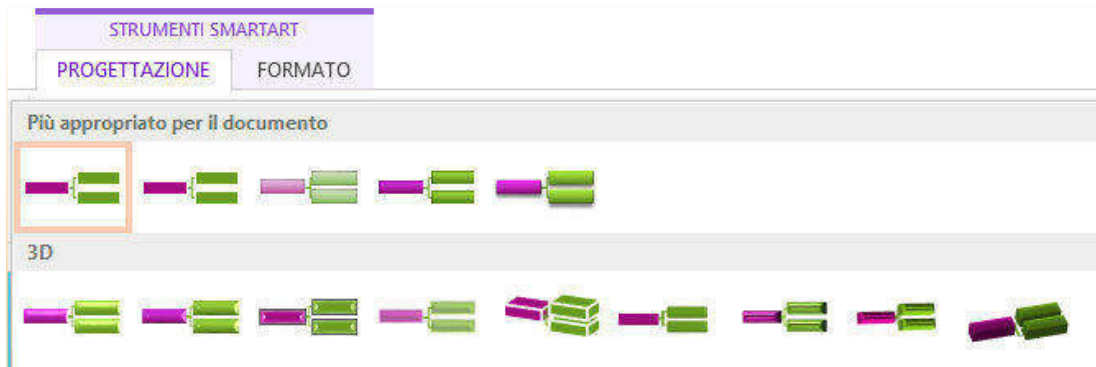 STRUMENTI SMARTART
PROGETTAZIONE FORMATO
Più appropriato per il documento
3D